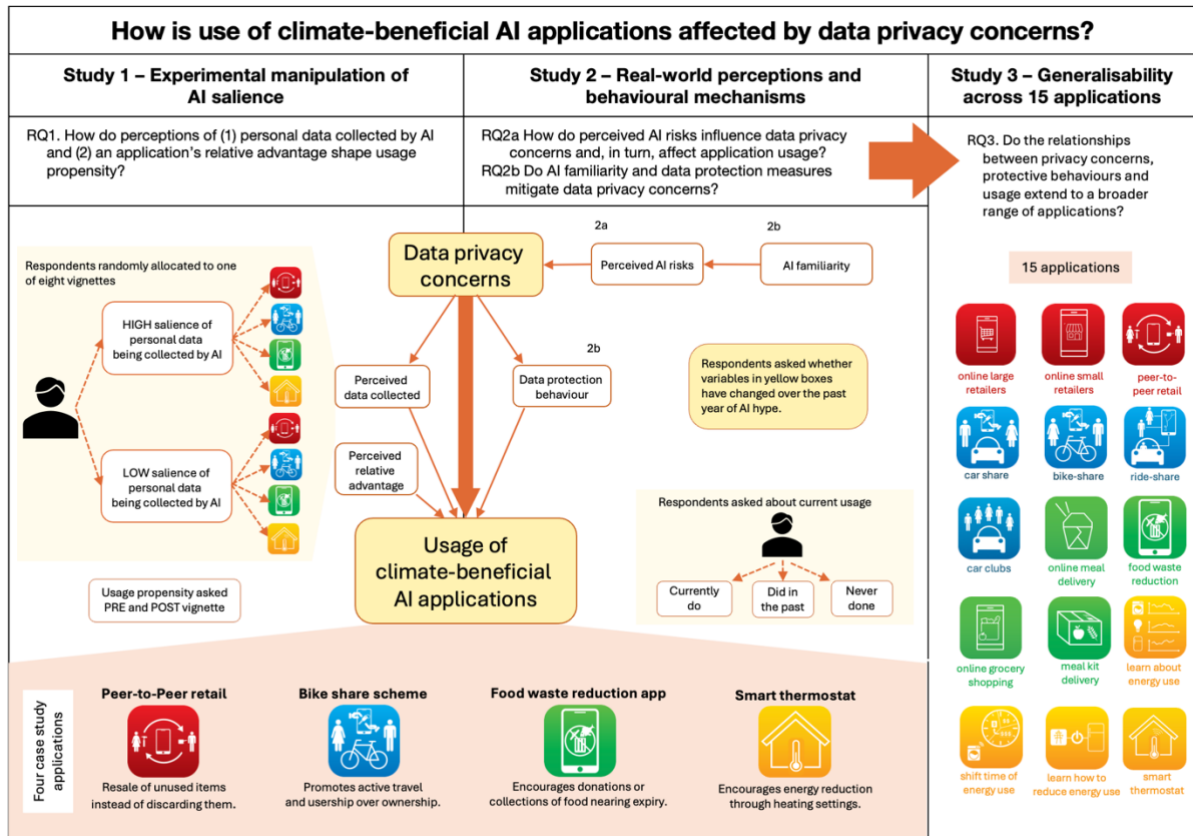 How is use of climate-beneficial AI applications affected by data privacy concerns?
Study 1 – Experimental manipulation of
AI salience
Study 2 – Real-world perceptions and
behavioural mechanisms
Study 3 – Generalisability
across 15 applications
RQ1. How do perceptions of (1) personal data collected by AI
and (2) an application's relative advantage shape usage
propensity?
RQ2a How do perceived AI risks influence data privacy
concerns and, in turn, affect application usage?
RQ2b Do AI familiarity and data protection measures
mitigate data privacy concerns?
RQ3. Do the relationships
between privacy concerns,
protective behaviours and
usage extend to a broader
range of applications?
Respondents randomly allocated to one
of eight vignettes
HIGH salience of
personal data
being collected by AI
LOW salience of
personal data
being collected by AI
Usage propensity asked
PRE and POST vignette
Data privacy
concerns
2a
Perceived AI risks
2b
AI familiarity
Perceived
data collected
2b
Data protection
behaviour
Perceived
relative
advantage
Respondents asked whether
variables in yellow boxes
have changed over the past
year of AI hype.
Usage of
climate-beneficial
AI applications
Respondents asked about current usage
Currently
do
Did in
the past
Never
done
15 applications
online large
retailers
online small
retailers
peer-to-
peer retail
car share
bike-share
ride-share
car clubs
online meal
delivery
food waste
reduction
online grocery
shopping
meal kit
delivery
learn about
energy use
shift time of
energy use
learn how to
reduce energy use
smart
thermostat
Four case study
applications
Peer-to-Peer retail
Resale of unused items
instead of discarding them.
Bike share scheme
Promotes active travel
and usership over ownership.
Food waste reduction app
Encourages donations or
collections of food nearing expiry.
Smart thermostat
Encourages energy reduction
through heating settings.